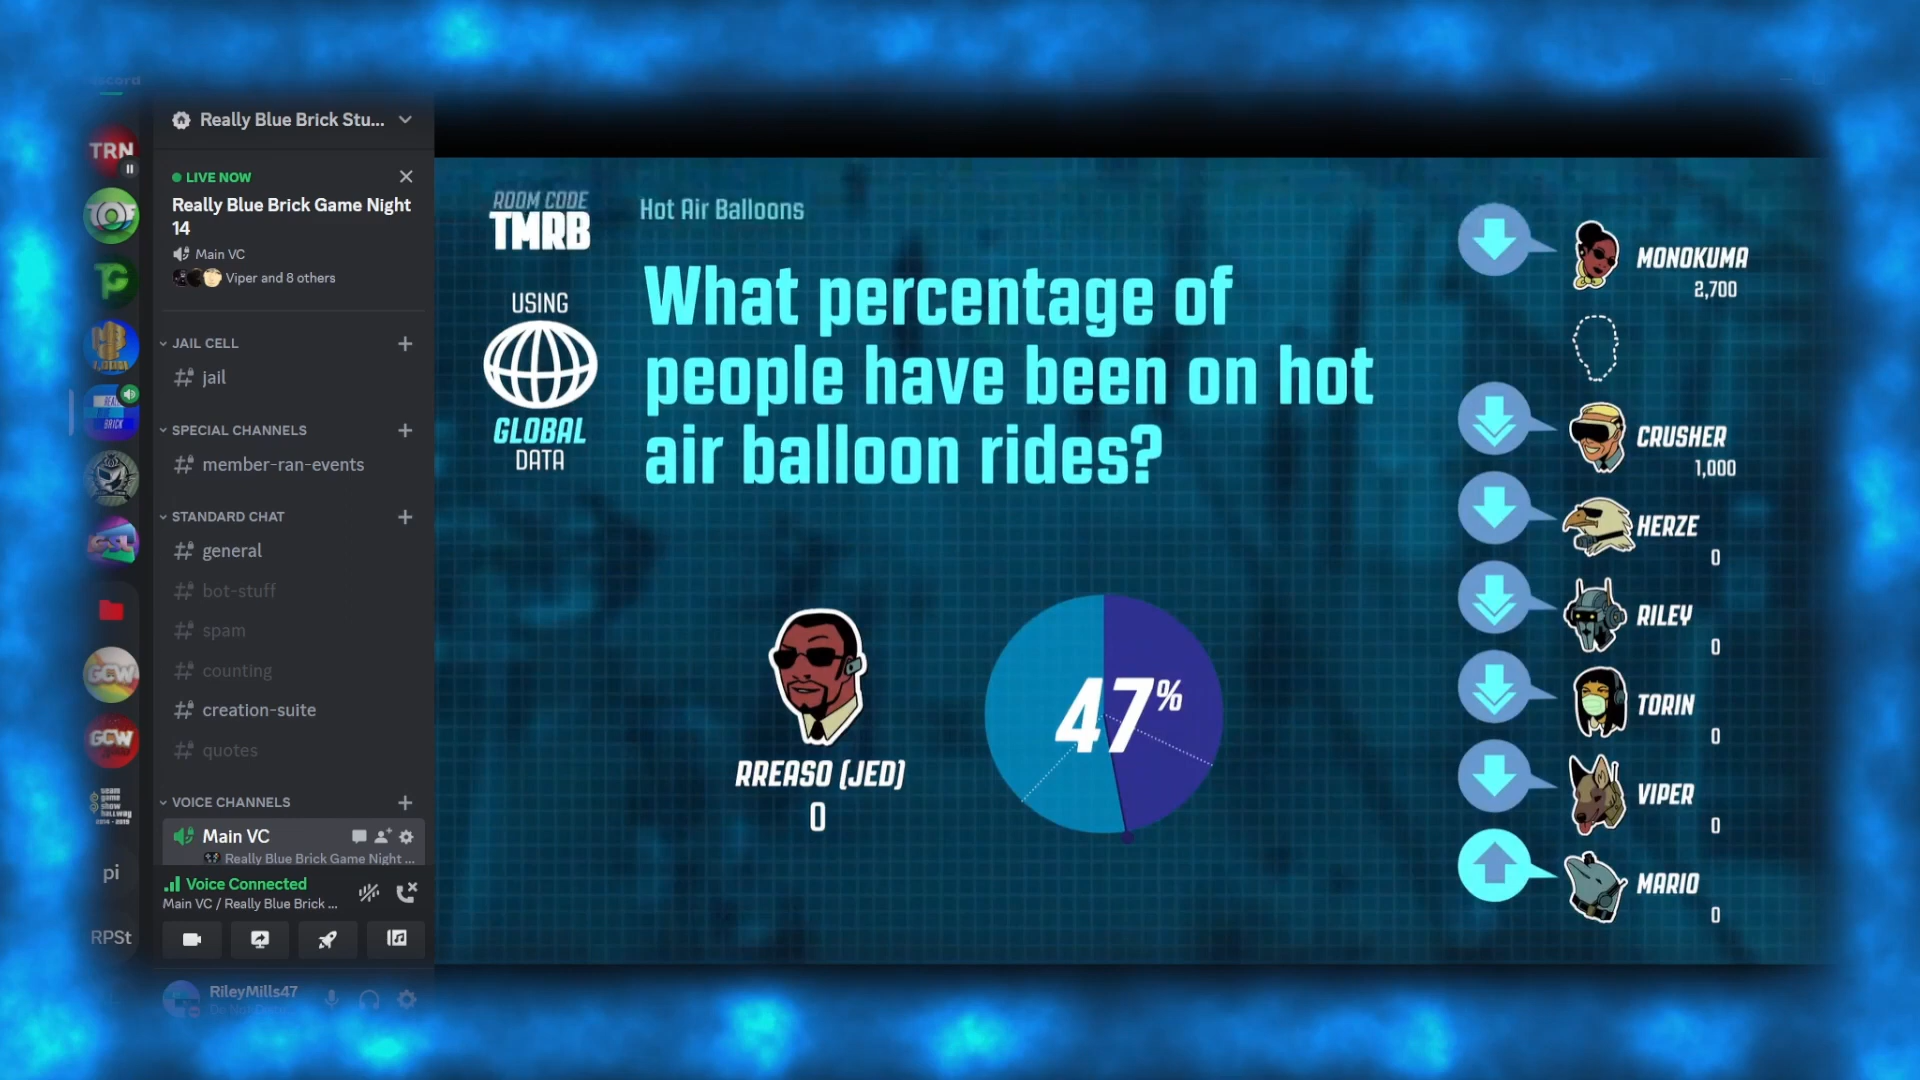 TRN
TOF
GSL
GCW
GCW
pi
RPSt
Really Blue Brick Stu...
LIVE NOW
Really Blue Brick Game Night
14
Main VC
Viper and 8 others
JAIL CELL
jail
SPECIAL CHANNELS
member-ran-events
STANDARD CHAT
general
bot-stuff
spam
counting
creation-suite
quotes
VOICE CHANNELS
Main VC
Really Blue Brick Game Night ...
Voice Connected
Main VC / Really Blue Brick ...
RileyMills47
ROOM CODE
TMRB
USING
GLOBAL
DATA
Hot Air Balloons
What percentage of
people have been on hot
air balloon rides?
RREASO (JED)
0
47%
MONOKUMA
2,700
CRUSHER
1,000
HERZE
0
RILEY
0
TORIN
0
VIPER
0
MARIO
0